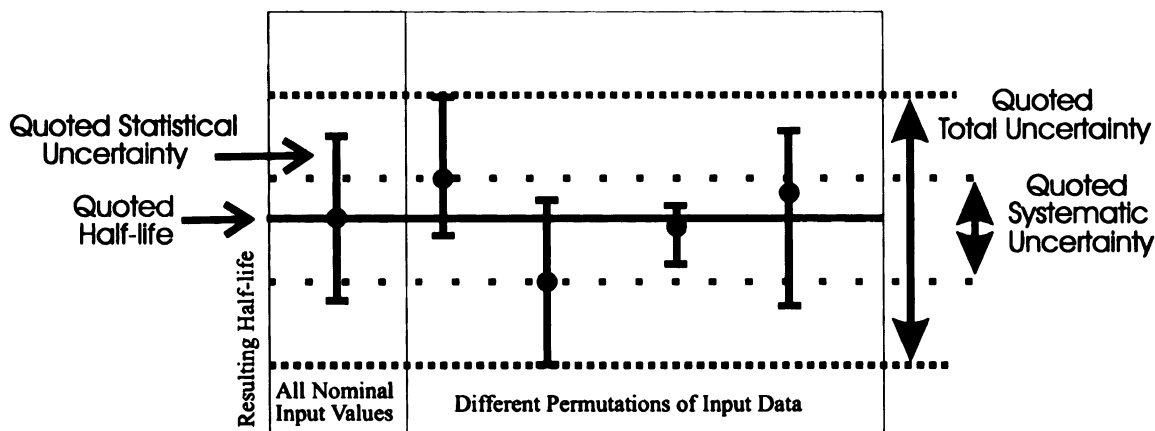 Quoted Statistical
Uncertainty
Quoted
Half-life
Resulting Half-life
All Nominal
Input Values
Different Permutations of Input Data
Quoted
Total Uncertainty
Quoted
Systematic
Uncertainty